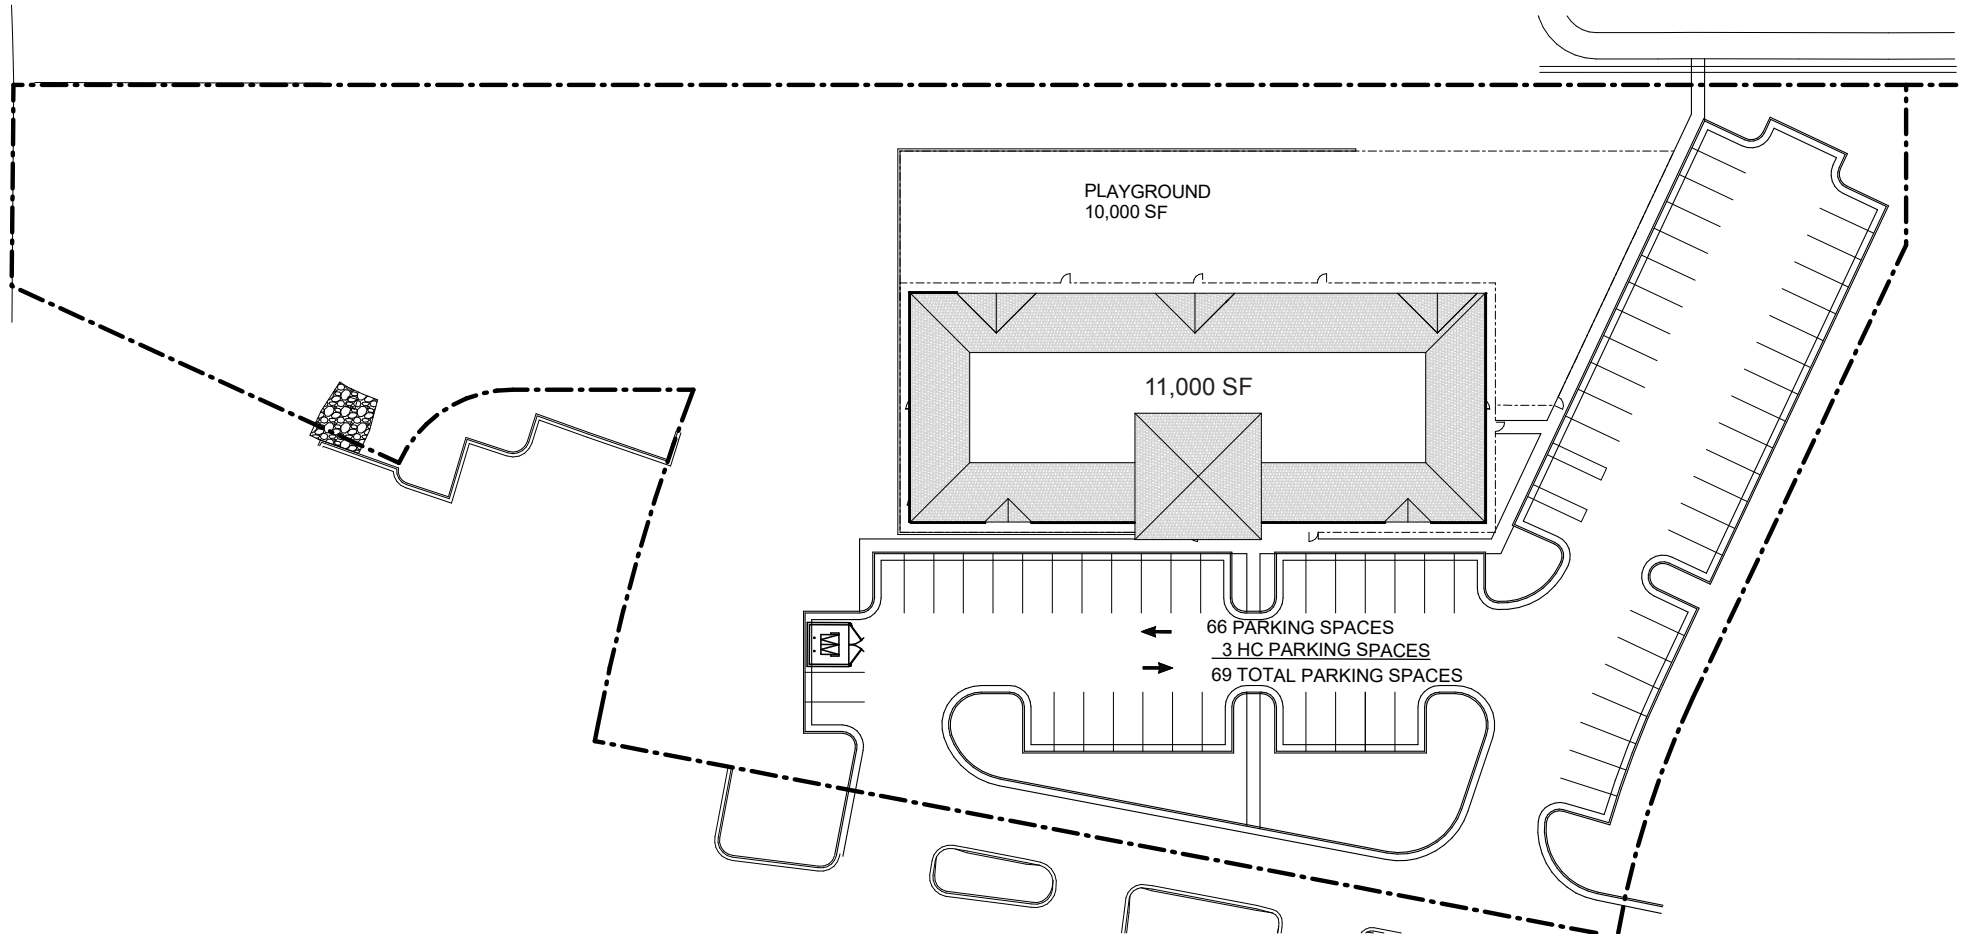 PLAYGROUND
10,000 SF
11,000 SF
66 PARKING SPACES
3 HC PARKING SPACES
69 TOTAL PARKING SPACES